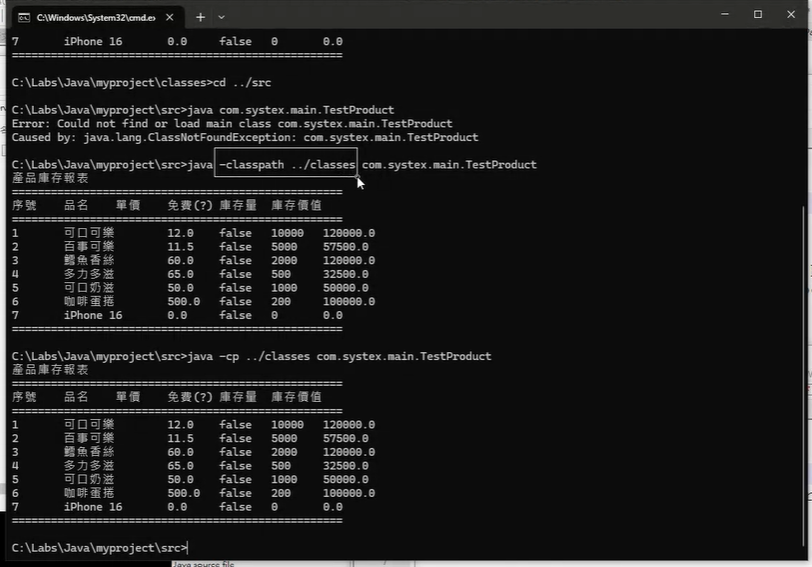 C:\Windows\System32\cmd.e
7 iPhone 16 0.0 false 0 0.0
===================================================
C:\Labs\Java\myproject\classes>cd ../src
C:\Labs\Java\myproject\src>java com.systex.main.TestProduct
Error: Could not find or load main class com.systex.main.TestProduct
Caused by: java.lang.ClassNotFoundException: com.systex.main.TestProduct
C:\Labs\Java\myproject\src>java -classpath ../classes com.systex.main.TestProduct
產品庫存報表
===================================================
序號 品名 單價 免費(?) 庫存量 庫存價值
===================================================
1 可口可樂 12.0 false 10000 120000.0
2 百事可樂 11.5 false 5000 57500.0
3 鱈魚香絲 60.0 false 2000 120000.0
4 多力多滋 65.0 false 500 32500.0
5 可口奶滋 50.0 false 1000 50000.0
6 咖啡蛋捲 500.0 false 200 100000.0
7 iPhone 16 0.0 false 0 0.0
===================================================
C:\Labs\Java\myproject\src>java -cp ../classes com.systex.main.TestProduct
產品庫存報表
===================================================
序號 品名 單價 免費(?) 庫存量 庫存價值
===================================================
1 可口可樂 12.0 false 10000 120000.0
2 百事可樂 11.5 false 5000 57500.0
3 鱈魚香絲 60.0 false 2000 120000.0
4 多力多滋 65.0 false 500 32500.0
5 可口奶滋 50.0 false 1000 50000.0
6 咖啡蛋捲 500.0 false 200 100000.0
7 iPhone 16 0.0 false 0 0.0
===================================================
C:\Labs\Java\myproject\src>
Java source file